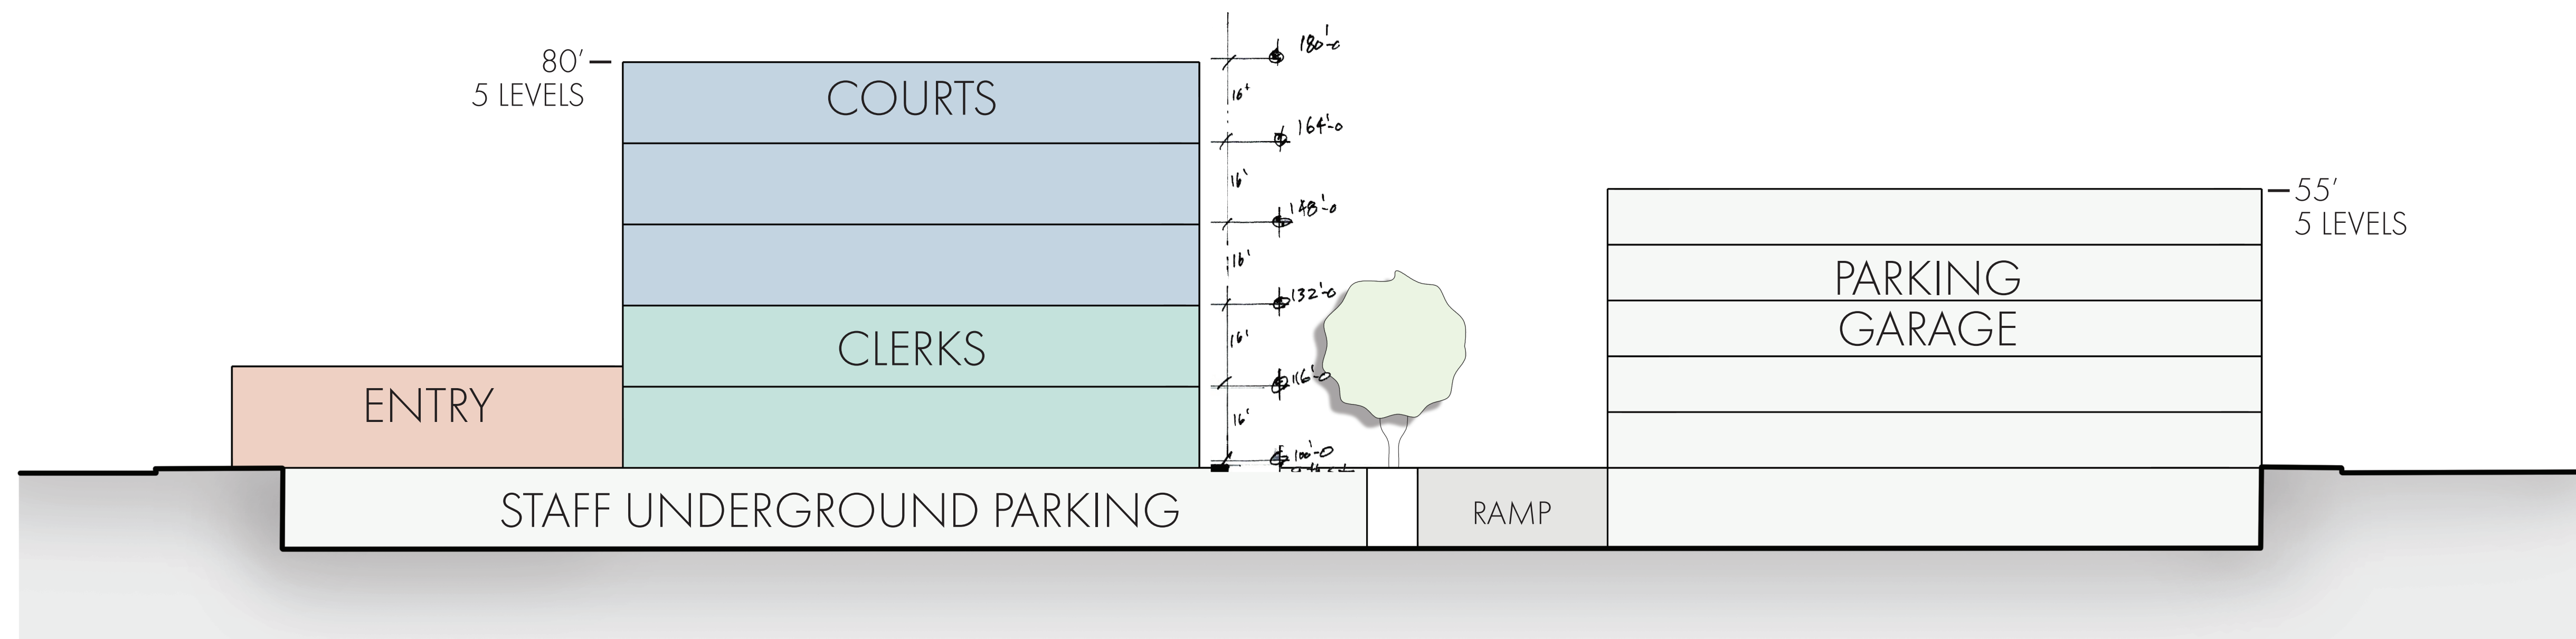 80'
5 LEVELS
COURTS
CLERKS
ENTRY
180'-0
16'
164'-0
16'
148'-0
16'
132'-0
16'
116'-0
16'
100'-0
55'
5 LEVELS
PARKING
GARAGE
STAFF UNDERGROUND PARKING
RAMP